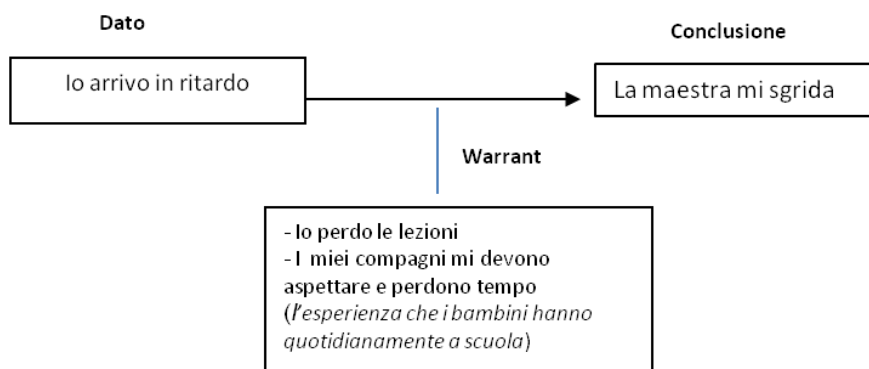 Dato
Conclusione
Io arrivo in ritardo
La maestra mi sgrida
Warrant
- Io perdo le lezioni
- I miei compagni mi devono
aspettare e perdono tempo
(l'esperienza che i bambini hanno
quotidianamente a scuola)